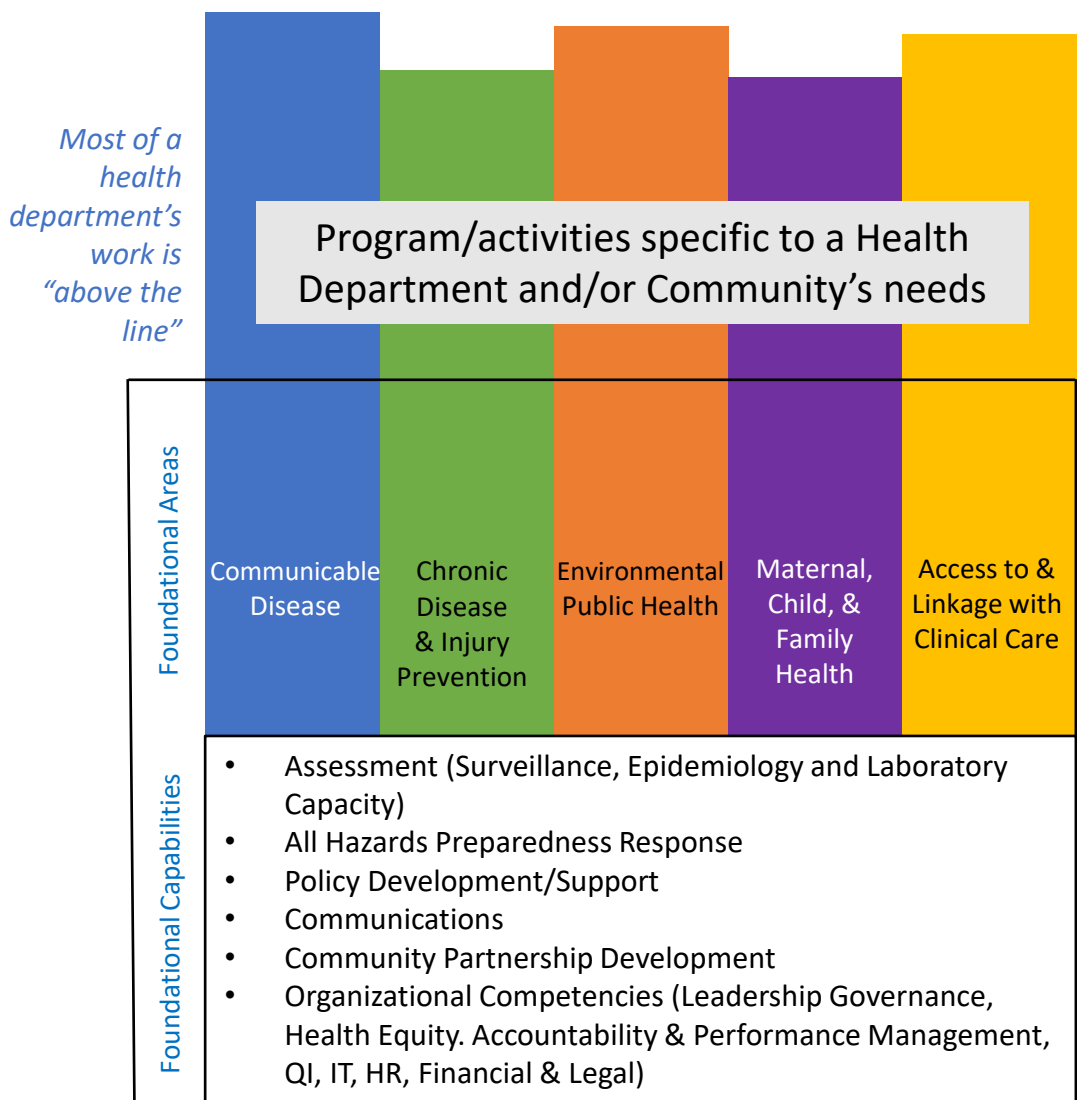 Most of a
health
department’s
work is
“above the
line”
Program/activities specific to a Health
Department and/or Community’s needs
Foundational Areas
Communicable
Disease
Chronic
Disease
& Injury
Prevention
Environmental
Public Health
Maternal,
Child, &
Family
Health
Access to &
Linkage with
Clinical Care
Foundational Capabilities
• Assessment (Surveillance, Epidemiology and Laboratory
Capacity)
• All Hazards Preparedness Response
• Policy Development/Support
• Communications
• Community Partnership Development
• Organizational Competencies (Leadership Governance,
Health Equity. Accountability & Performance Management,
QI, IT, HR, Financial & Legal)